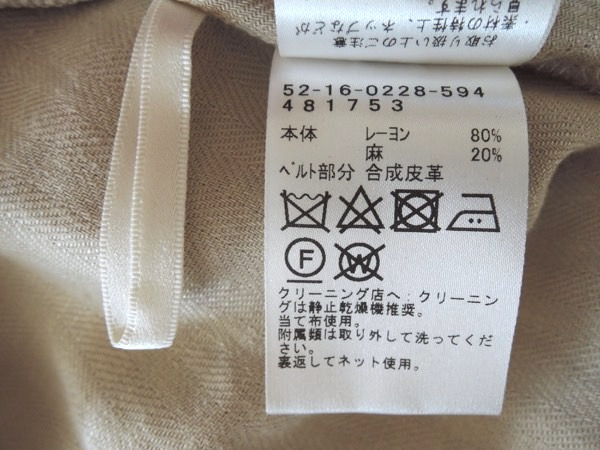 見られます。
・素材の特性上、ネップなどが
お取り扱い上のご注意
52-16-0228-594
481753
本体 レーヨン 80%
麻 20%
ベルト部分 合成皮革
F W
クリーニング店へ:クリーニン
グは静止乾燥機推奨。
当て布使用。
附属類は取り外して洗ってくだ
さい。
裏返してネット使用。